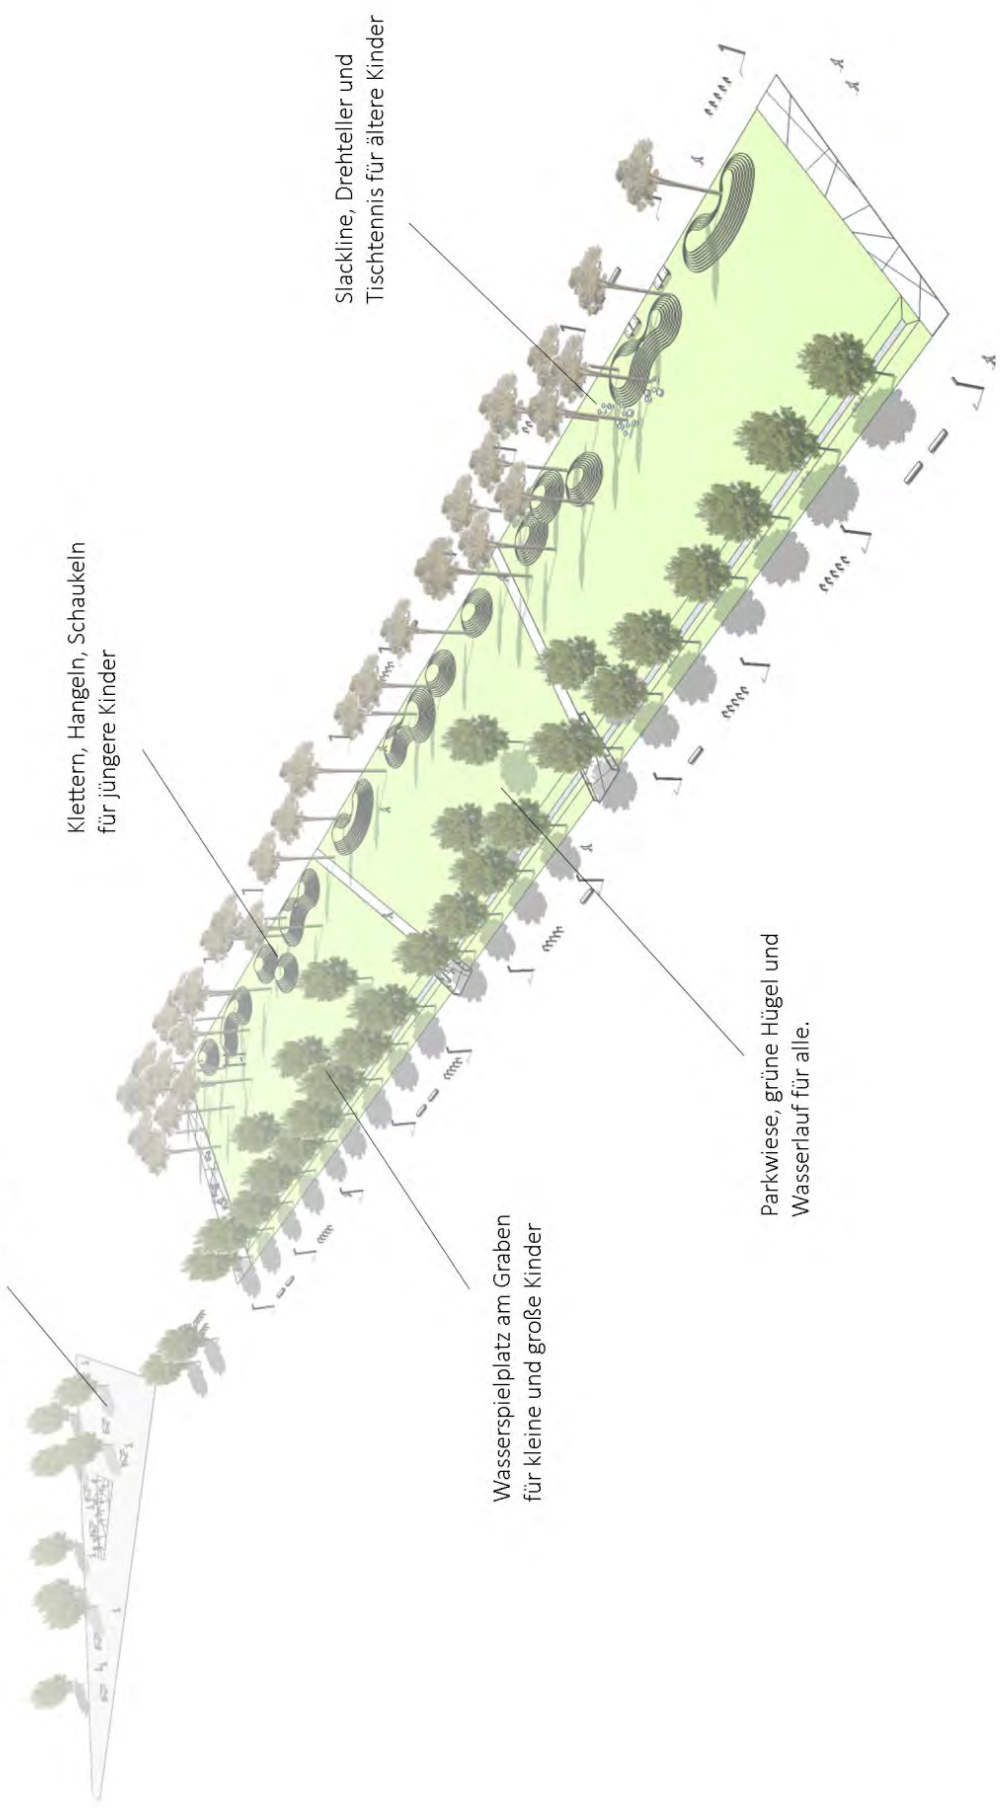 Klettern, Hangeln, Schaukeln
für jüngere Kinder
Slackline, Drehteller und
Tischtennis für ältere Kinder
Wasserspielplatz am Graben
für kleine und große Kinder
Parkwiese, grüne Hügel und
Wasserlauf für alle.